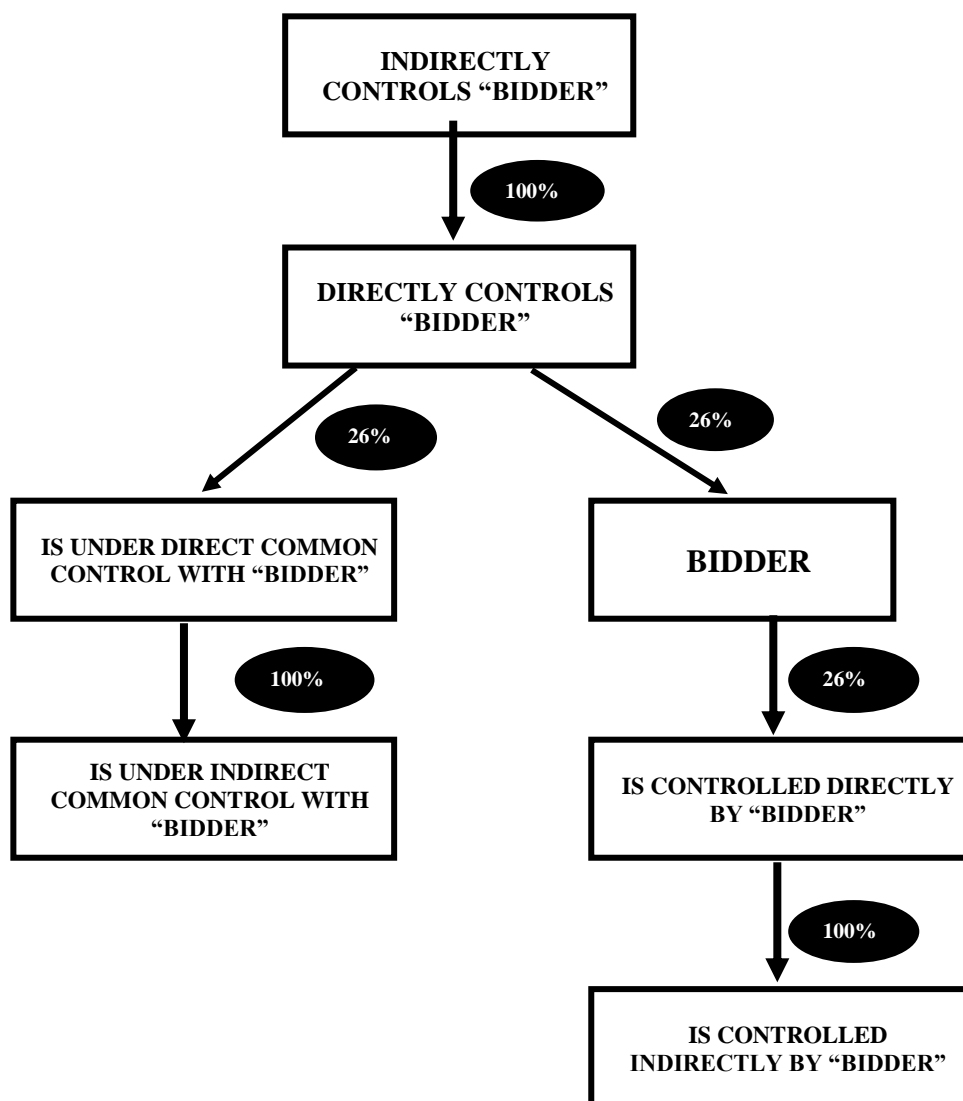 INDIRECTLY
CONTROLS “BIDDER”
100%
DIRECTLY CONTROLS
“BIDDER”
26%
26%
IS UNDER DIRECT COMMON
CONTROL WITH “BIDDER”
BIDDER
100%
26%
IS UNDER INDIRECT
COMMON CONTROL WITH
“BIDDER”
IS CONTROLLED DIRECTLY
BY “BIDDER”
100%
IS CONTROLLED
INDIRECTLY BY “BIDDER”